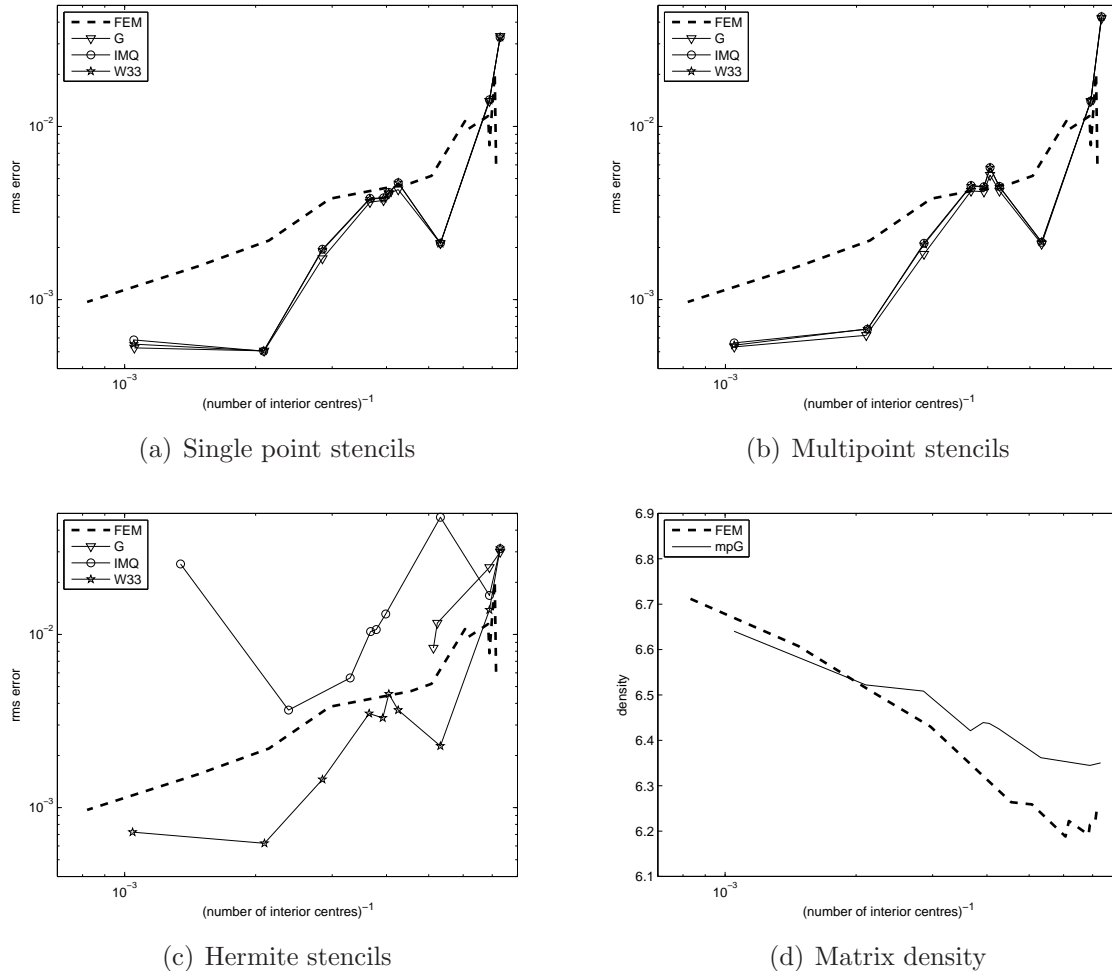 FEM
G
IMQ
W33
10⁻²
10⁻³
rms error
10⁻³
(number of interior centres)⁻¹
(a) Single point stencils
FEM
G
IMQ
W33
10⁻²
10⁻³
rms error
10⁻³
(number of interior centres)⁻¹
(b) Multipoint stencils
FEM
G
IMQ
W33
10⁻²
10⁻³
rms error
10⁻³
(number of interior centres)⁻¹
(c) Hermite stencils
FEM
mpG
6.9
6.8
6.7
6.6
6.5
6.4
6.3
6.2
6.1
density
10⁻³
(number of interior centres)⁻¹
(d) Matrix density